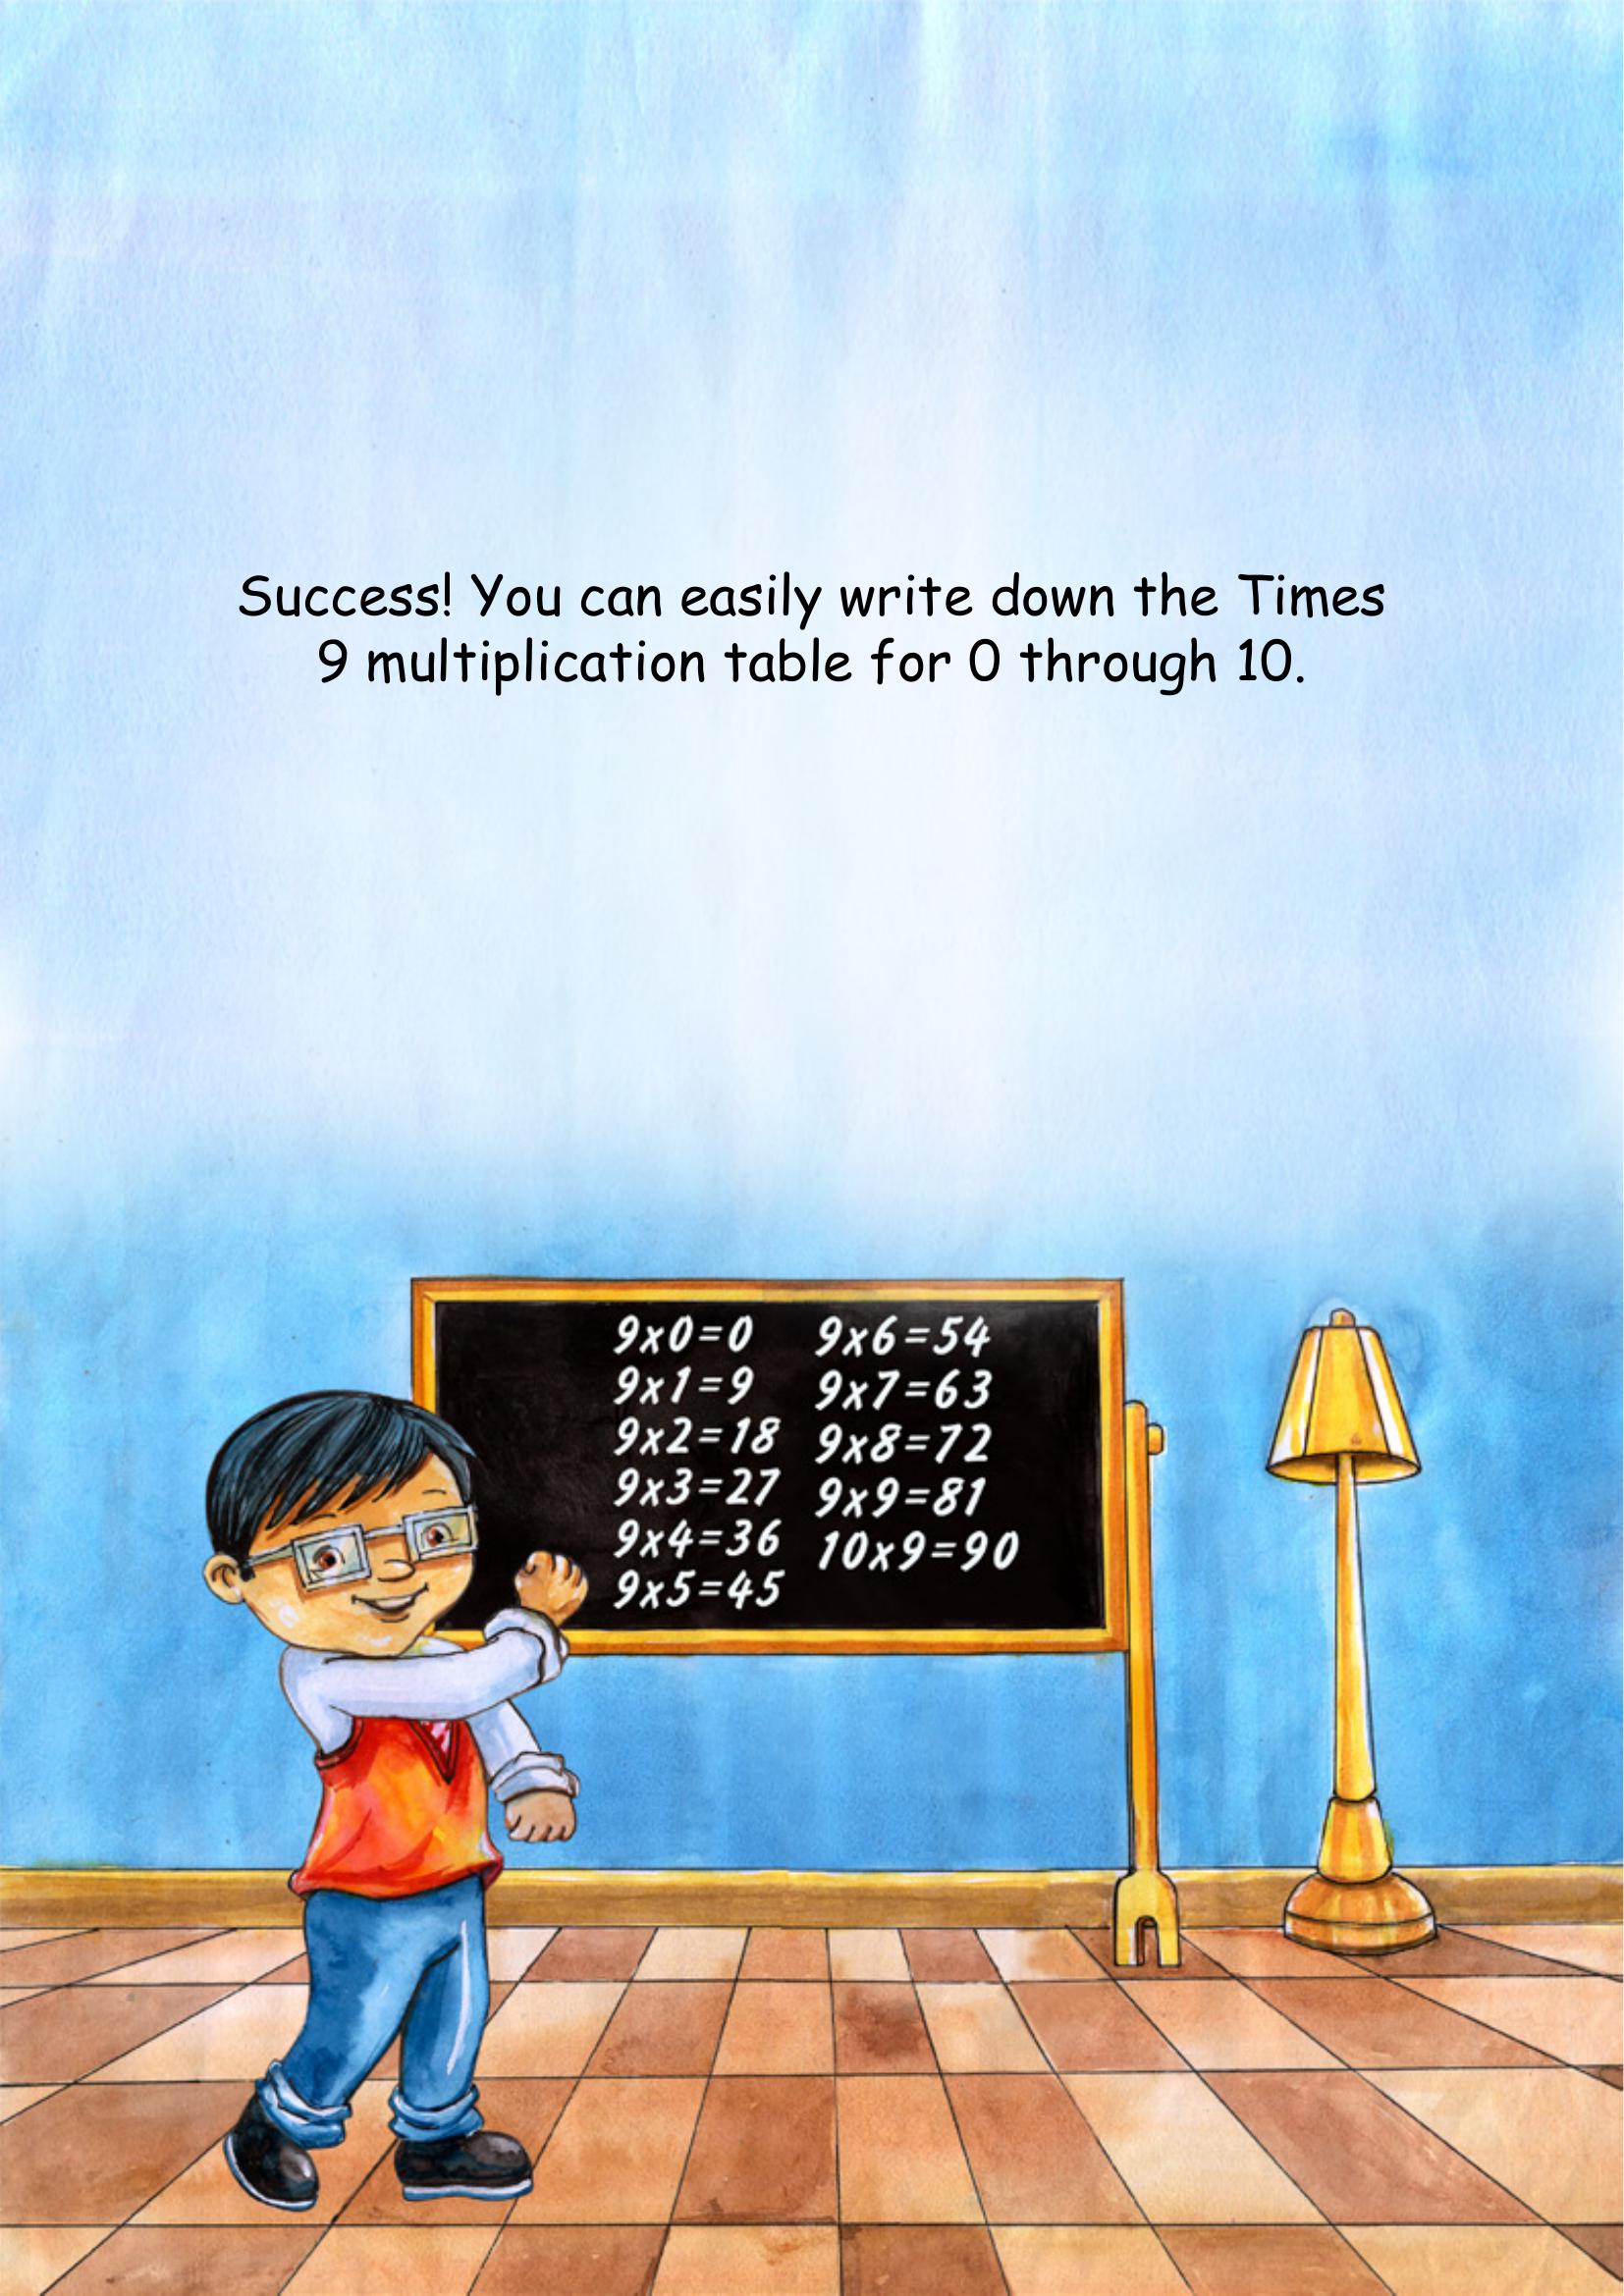 Success! You can easily write down the Times
9 multiplication table for 0 through 10.
9x0=0
9x1=9
9x2=18
9x3=27
9x4=36
9x5=45
9x6=54
9x7=63
9x8=72
9x9=81
10x9=90